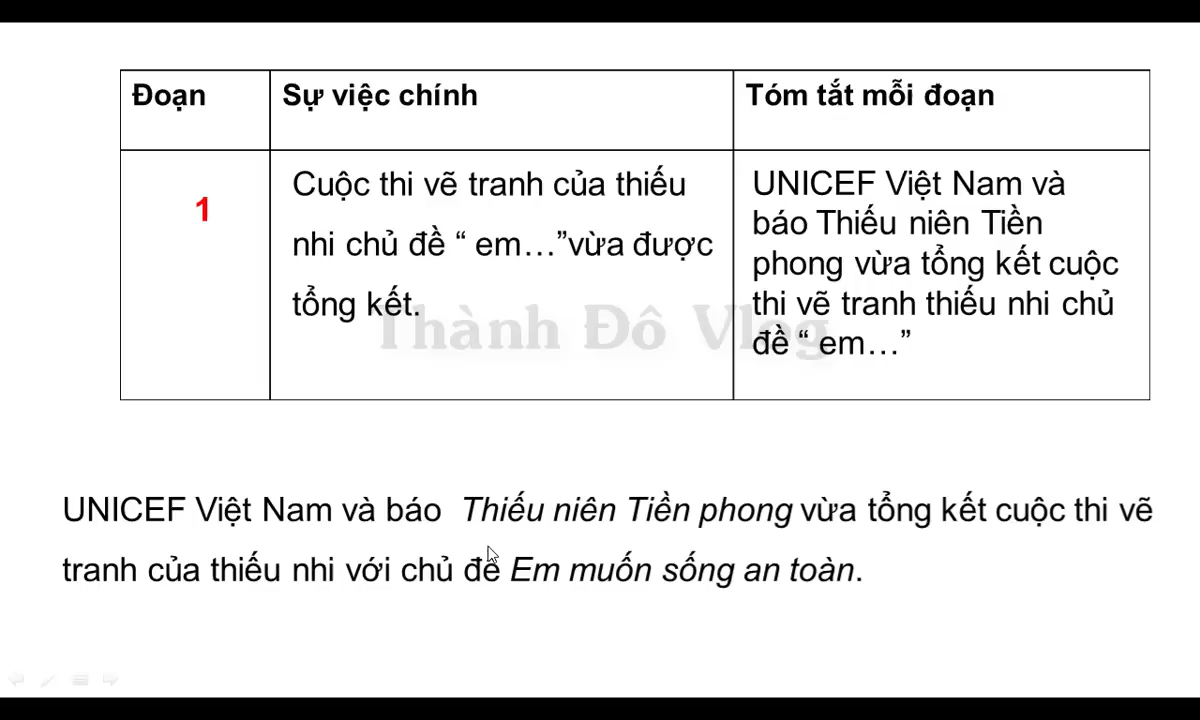 Đoạn
Sự việc chính
Tóm tắt mỗi đoạn
1
Cuộc thi vẽ tranh của thiếu
nhi chủ đề “ em…”vừa được
tổng kết.
UNICEF Việt Nam và
báo Thiếu niên Tiền
phong vừa tổng kết cuộc
thi vẽ tranh thiếu nhi chủ
đề “ em…”
Thành Đô Vlog
UNICEF Việt Nam và báo Thiếu niên Tiền phong vừa tổng kết cuộc thi vẽ
tranh của thiếu nhi với chủ đề Em muốn sống an toàn.